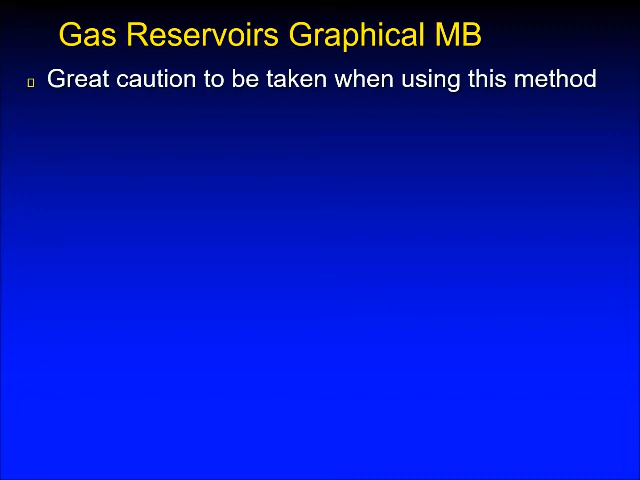 Gas Reservoirs Graphical MB
Great caution to be taken when using this method